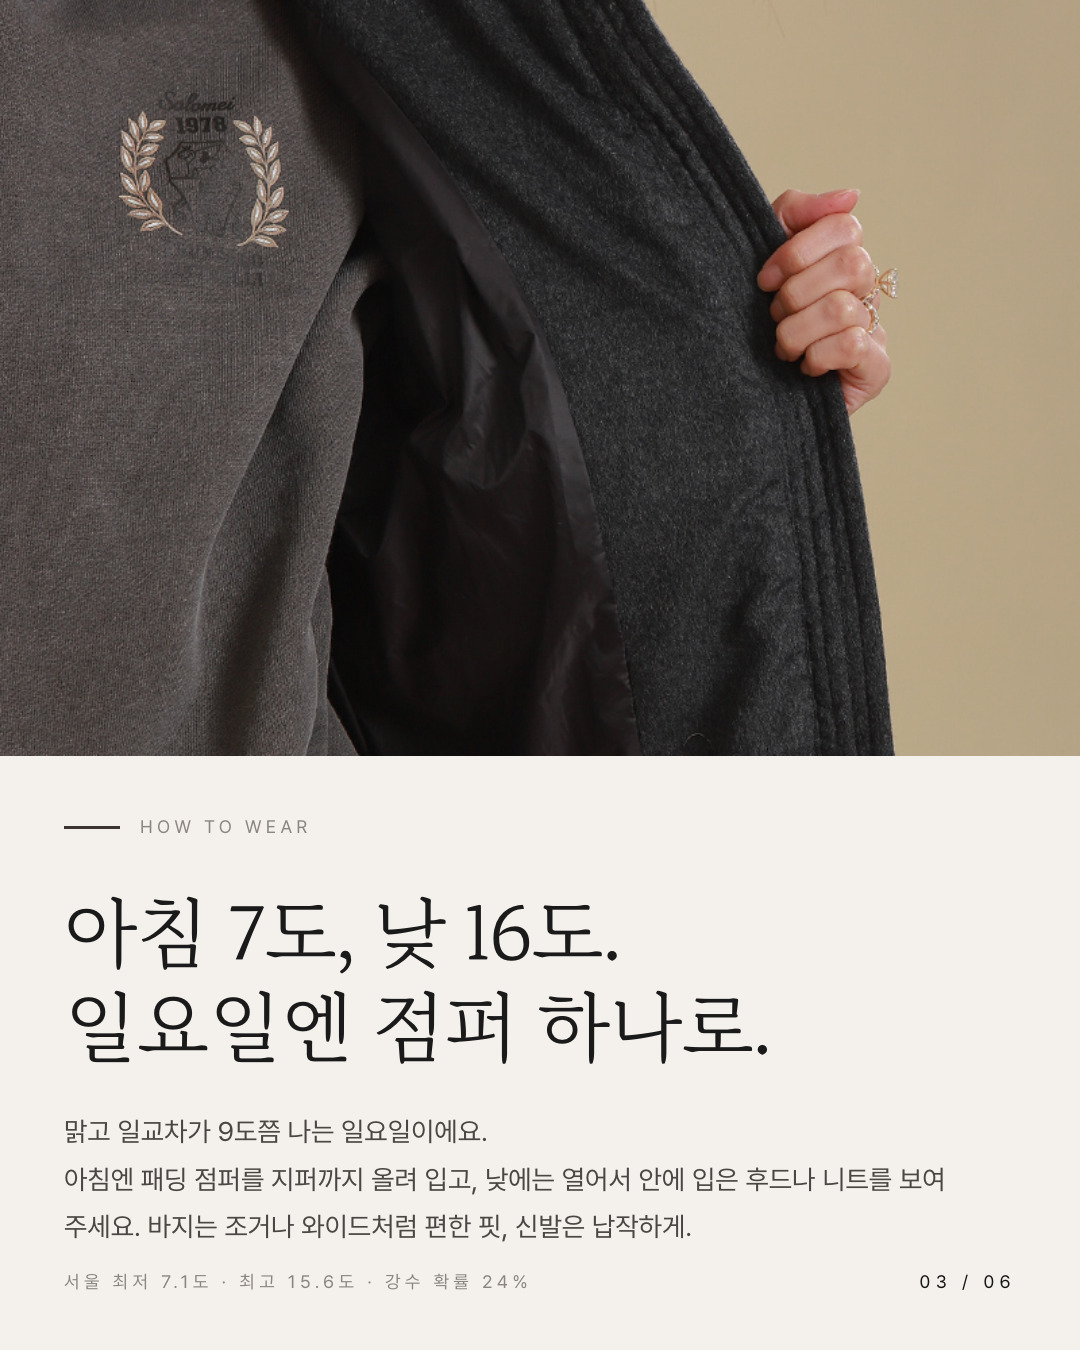 Salomei
1978
HOW TO WEAR
아침 7도, 낮 16도.
일요일엔 점퍼 하나로.
맑고 일교차가 9도쯤 나는 일요일이에요.
아침엔 패딩 점퍼를 지퍼까지 올려 입고, 낮에는 열어서 안에 입은 후드나 니트를 보여
주세요. 바지는 조거나 와이드처럼 편한 핏, 신발은 납작하게.
서울 최저 7.1도 · 최고 15.6도 · 강수 확률 24%
03 / 06